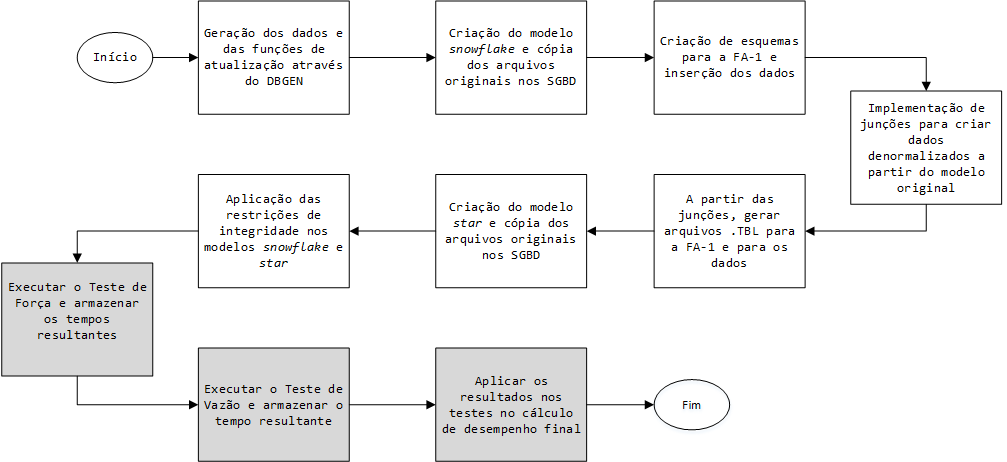 Início
Geração dos dados e
das funções de
atualização através
do DBGEN
Criação do modelo
snowflake e cópia
dos arquivos
originais nos SGBD
Criação de esquemas
para a FA-1 e
inserção dos dados
Implementação de
junções para criar
dados
denormalizados a
partir do modelo
original
A partir das
junções, gerar
arquivos .TBL para
a FA-1 e para os
dados
Criação do modelo
star e cópia dos
arquivos originais
nos SGBD
Aplicação das
restrições de
integridade nos
modelos snowflake e
star
Executar o Teste de
Força e armazenar
os tempos
resultantes
Executar o Teste de
Vazão e armazenar o
tempo resultante
Aplicar os
resultados nos
testes no cálculo
de desempenho final
Fim